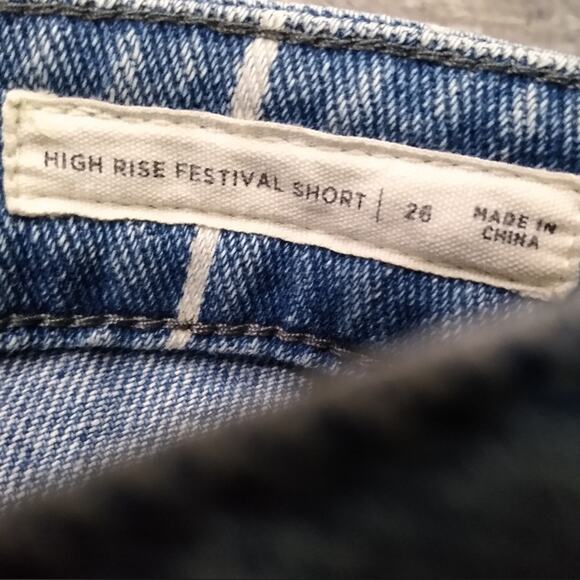 HIGH RISE FESTIVAL SHORT | 26
MADE IN
CHINA